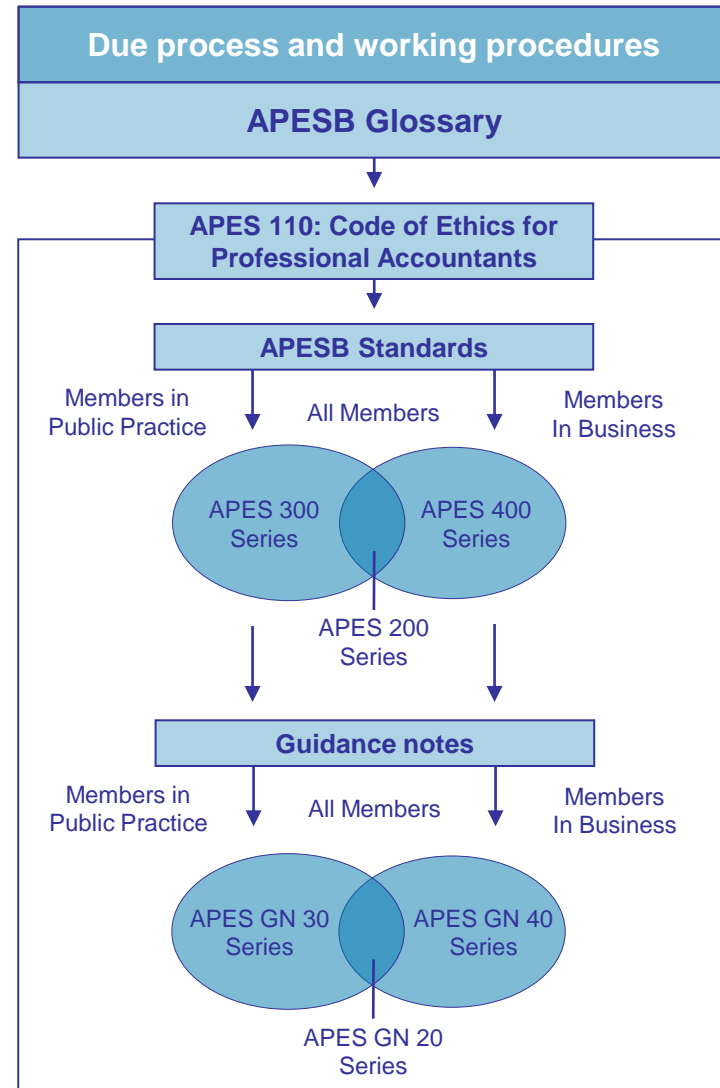 Due process and working procedures
APESB Glossary
APES 110: Code of Ethics for
Professional Accountants
APESB Standards
Members in
Public Practice
All Members
Members
In Business
APES 300
Series
APES 400
Series
APES 200
Series
Guidance notes
Members in
Public Practice
All Members
Members
In Business
APES GN 30
Series
APES GN 40
Series
APES GN 20
Series